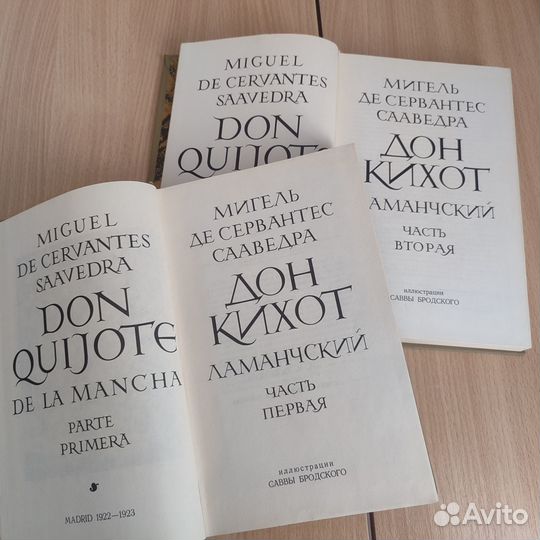 MIGUEL
DE CERVANTES
SAAVEDRA
DON
QUIJOTE
МИГЕЛЬ
ДЕ СЕРВАНТЕС
СААВЕДРА
ДОН
КИХОТ
ЛАМАНЧСКИЙ
ЧАСТЬ
ВТОРАЯ
иллюстрации
САВВЫ БРОДСКОГО
MIGUEL
DE CERVANTES
SAAVEDRA
DON
QUIJOTE
DE LA MANCHA
PARTE
PRIMERA
MADRID 1922—1923
МИГЕЛЬ
ДЕ СЕРВАНТЕС
СААВЕДРА
ДОН
КИХОТ
ЛАМАНЧСКИЙ
ЧАСТЬ
ПЕРВАЯ
иллюстрации
САВВЫ БРОДСКОГО
Avito